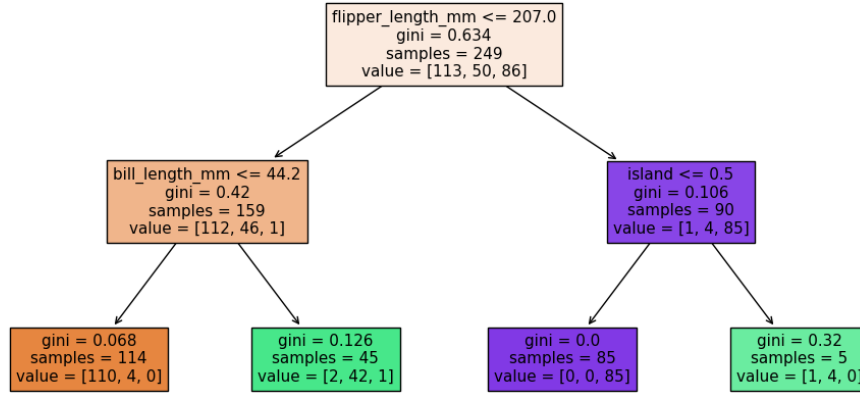 flipper_length_mm <= 207.0
gini = 0.634
samples = 249
value = [113, 50, 86]
bill_length_mm <= 44.2
gini = 0.42
samples = 159
value = [112, 46, 1]
island <= 0.5
gini = 0.106
samples = 90
value = [1, 4, 85]
gini = 0.068
samples = 114
value = [110, 4, 0]
gini = 0.126
samples = 45
value = [2, 42, 1]
gini = 0.0
samples = 85
value = [0, 0, 85]
gini = 0.32
samples = 5
value = [1, 4, 0]